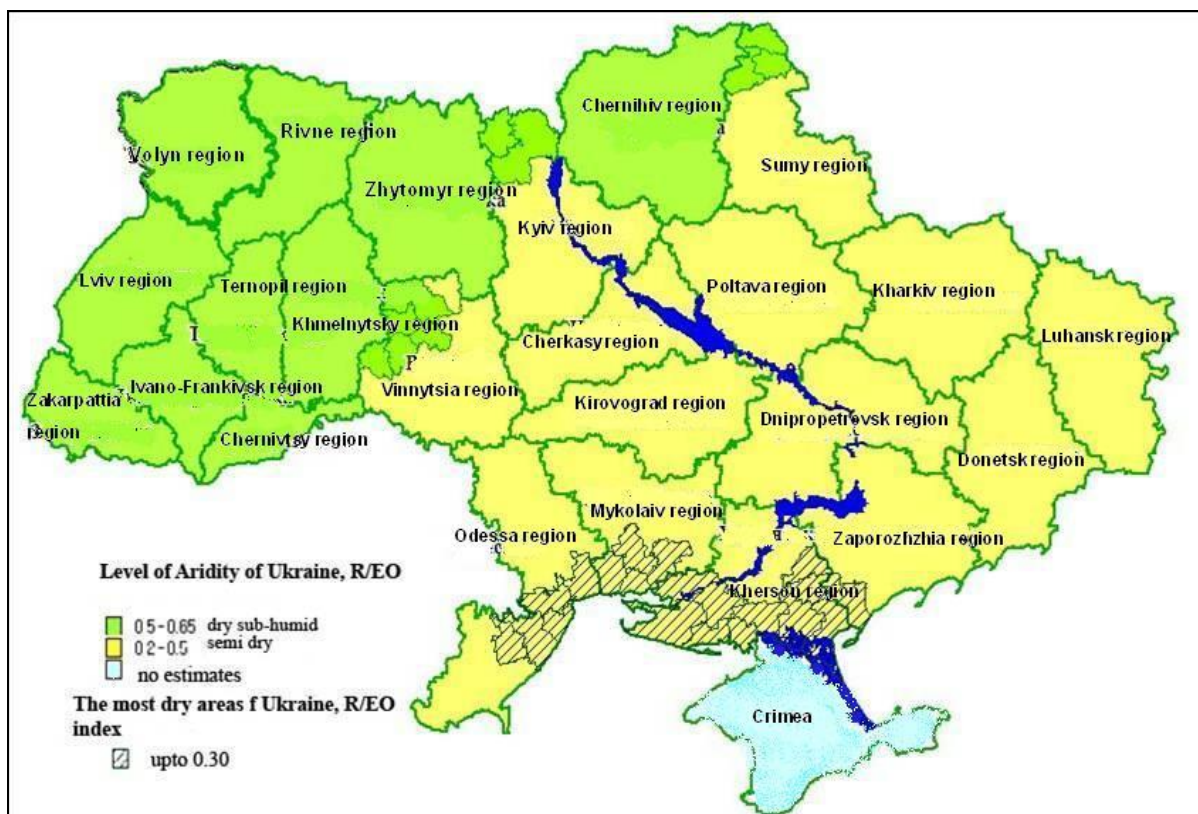 Chernihiv region
Rivne region
Volyn region
Sumy region
Zhytomyr region
Kyiv region
Lviv region
Ternopil region
Poltava region
Kharkiv region
Khmelnytsky region
Luhansk region
Cherkasy region
I
P
Ivano-Frankivsk region
Vinnytsia region
Zakarpattia
region
Kirovograd region
Dnipropetrovsk region
Chernivtsy region
Donetsk region
Mykolaiv region
Odessa region
Zaporozhzhia region
Kherson region
Crimea
Level of Aridity of Ukraine, R/EO
0.5-0.65 dry sub-humid
0.2-0.5 semi dry
no estimates
The most dry areas f Ukraine, R/EO
index
upto 0.30